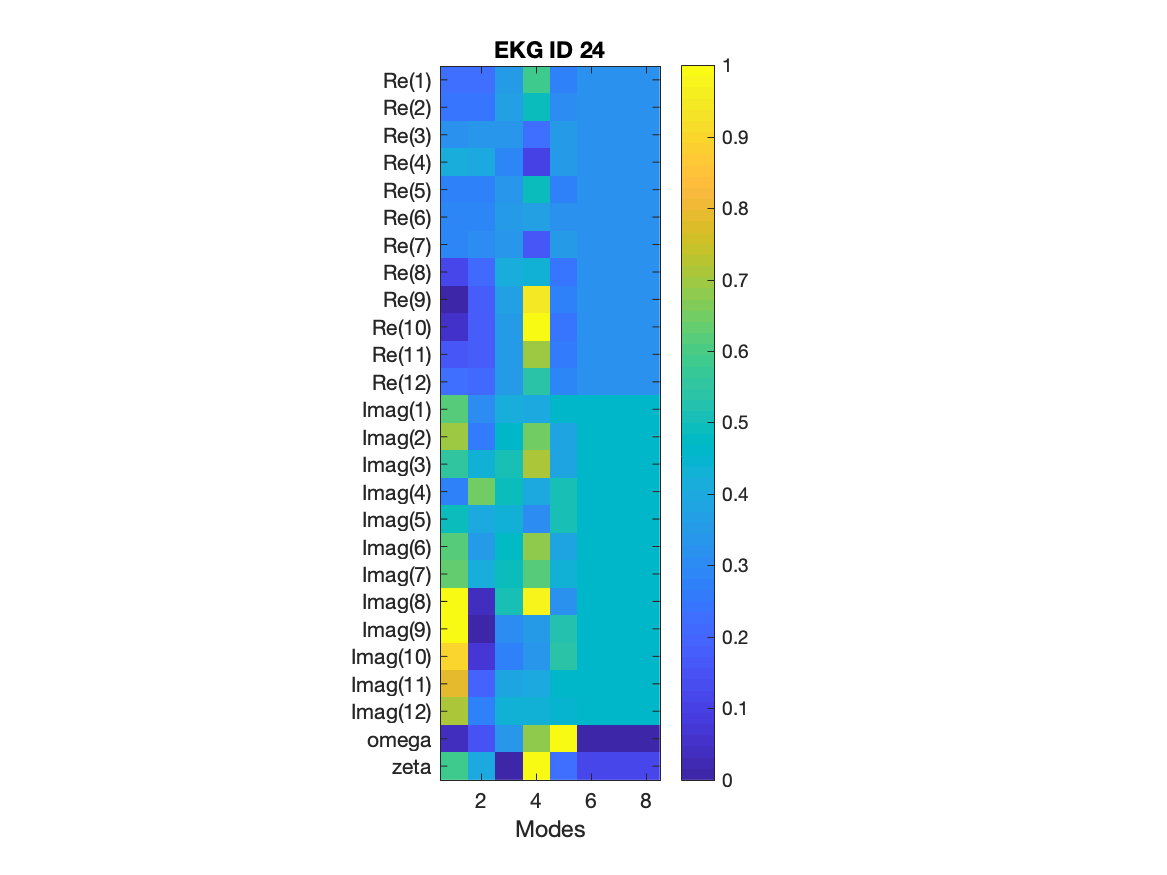 EKG ID 24
Re(1)
Re(2)
Re(3)
Re(4)
Re(5)
Re(6)
Re(7)
Re(8)
Re(9)
Re(10)
Re(11)
Re(12)
Imag(1)
Imag(2)
Imag(3)
Imag(4)
Imag(5)
Imag(6)
Imag(7)
Imag(8)
Imag(9)
Imag(10)
Imag(11)
Imag(12)
omega
zeta
2 4 6 8
Modes
1
0.9
0.8
0.7
0.6
0.5
0.4
0.3
0.2
0.1
0